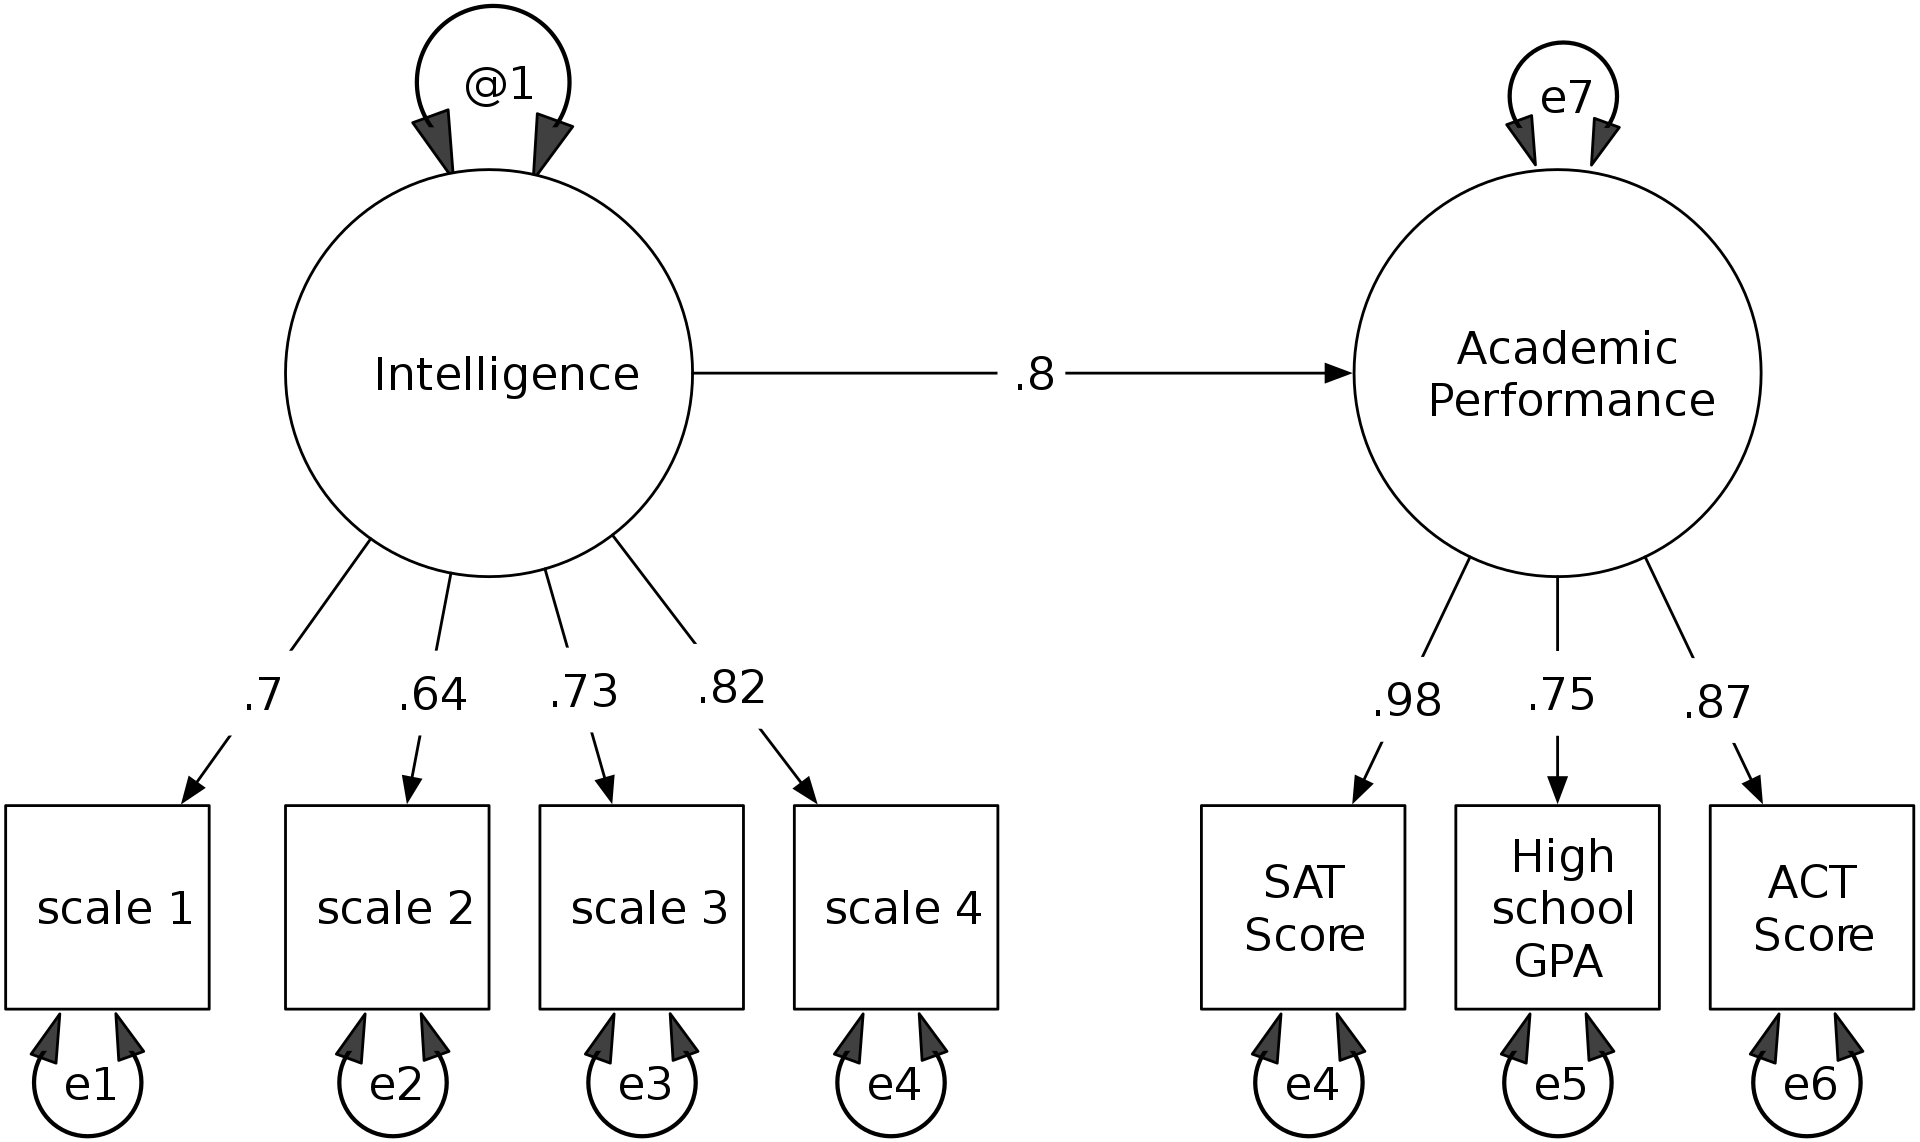 @1
e7
Intelligence
.8
Academic
Performance
.7
.64
.73
.82
.98
.75
.87
scale 1
scale 2
scale 3
scale 4
SAT
Score
High
school
GPA
ACT
Score
e1
e2
e3
e4
e4
e5
e6